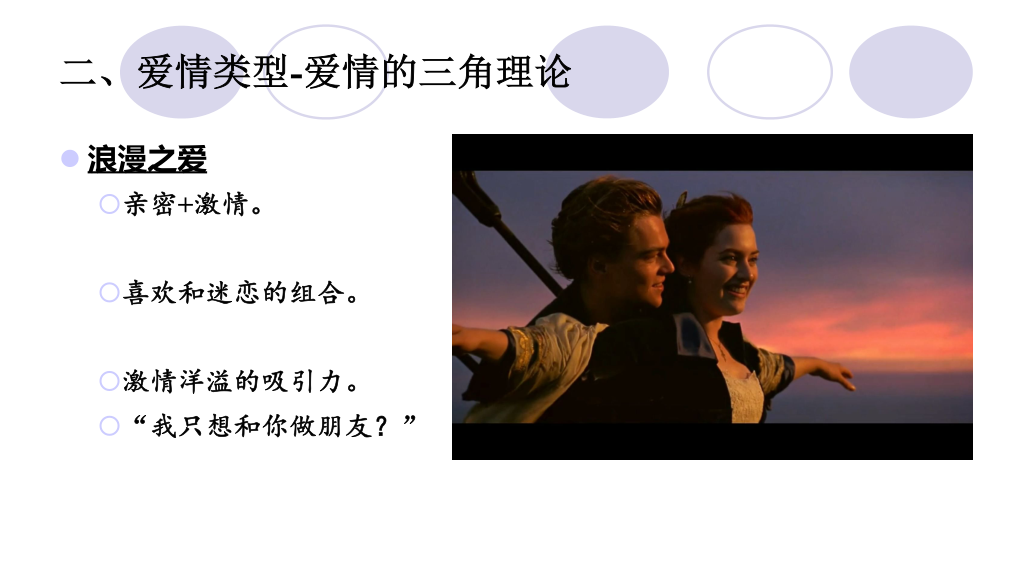 二、爱情类型-爱情的三角理论
浪漫之爱
亲密+激情。
喜欢和迷恋的组合。
激情洋溢的吸引力。
“我只想和你做朋友？”